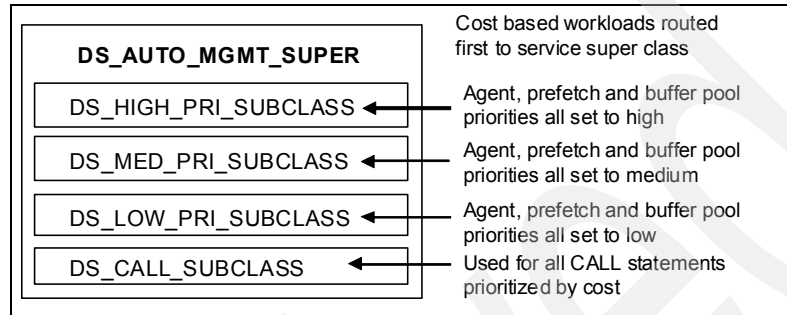 Cost based workloads routed
first to service super class
DS_AUTO_MGMT_SUPER
DS_HIGH_PRI_SUBCLASS
Agent, prefetch and buffer pool
priorities all set to high
DS_MED_PRI_SUBCLASS
Agent, prefetch and buffer pool
priorities all set to medium
DS_LOW_PRI_SUBCLASS
Agent, prefetch and buffer pool
priorities all set to low
DS_CALL_SUBCLASS
Used for all CALL statements
prioritized by cost